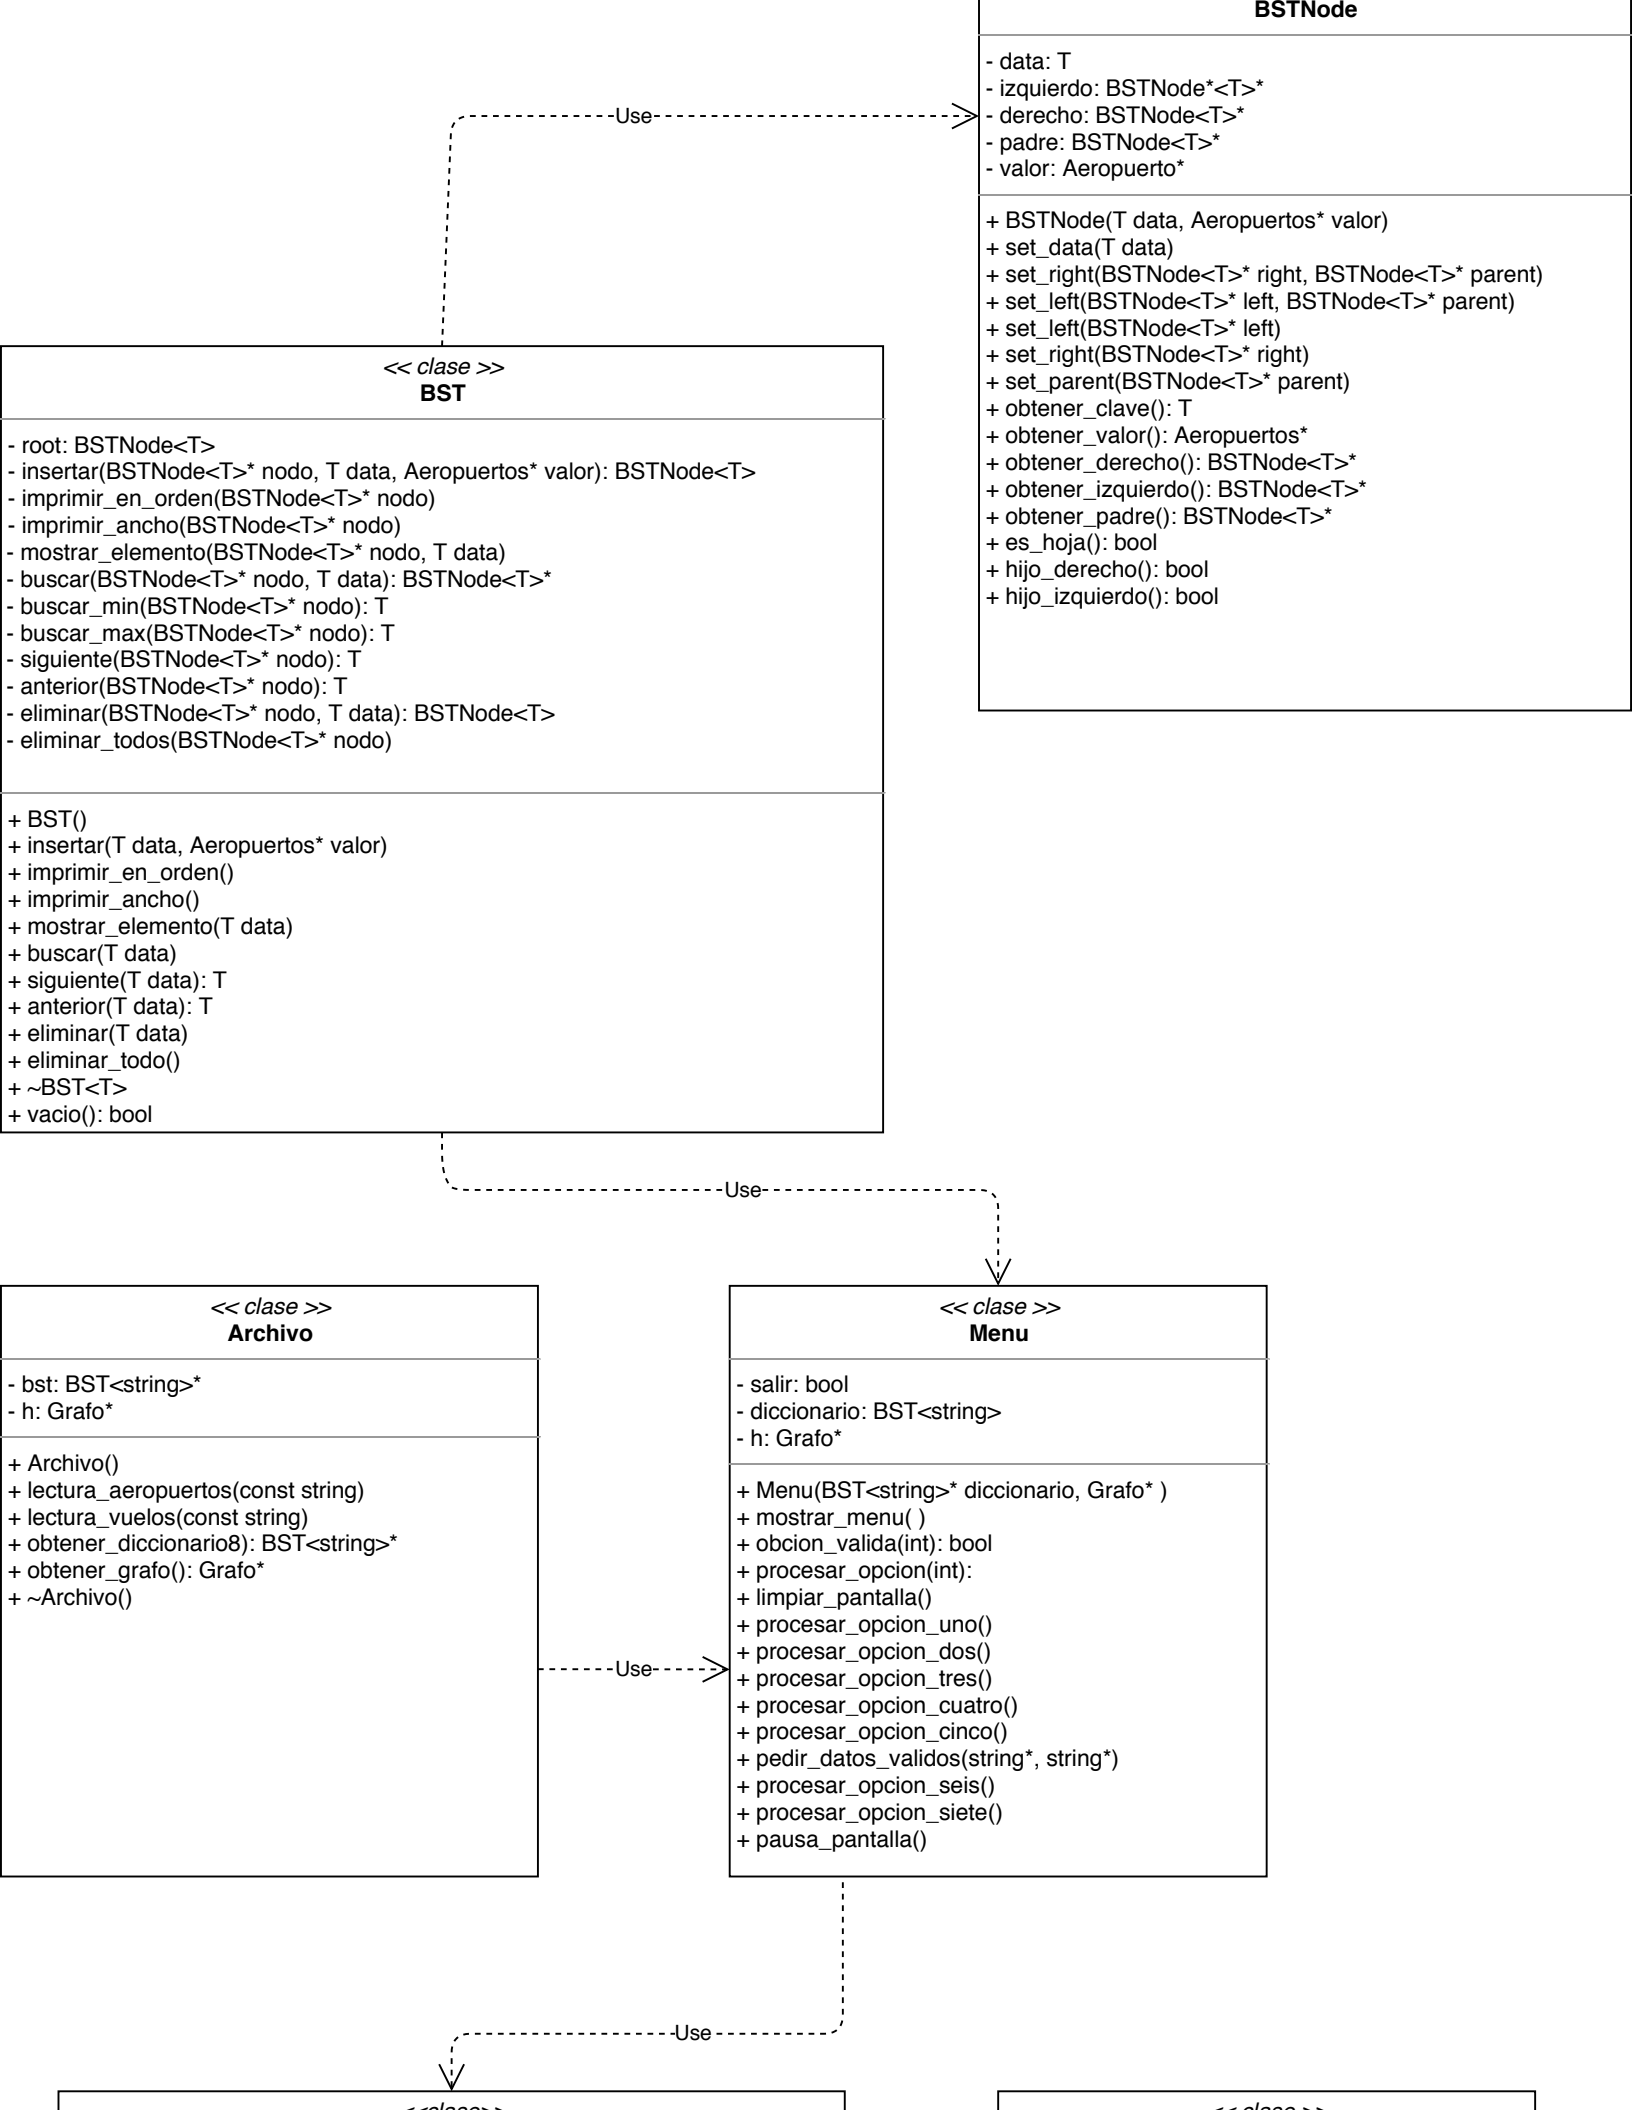 BSTNode
- data: T
- izquierdo: BSTNode*<T>*
- derecho: BSTNode<T>*
- padre: BSTNode<T>*
- valor: Aeropuerto*
+ BSTNode(T data, Aeropuertos* valor)
+ set_data(T data)
+ set_right(BSTNode<T>* right, BSTNode<T>* parent)
+ set_left(BSTNode<T>* left, BSTNode<T>* parent)
+ set_left(BSTNode<T>* left)
+ set_right(BSTNode<T>* right)
+ set_parent(BSTNode<T>* parent)
+ obtener_clave(): T
+ obtener_valor(): Aeropuertos*
+ obtener_derecho(): BSTNode<T>*
+ obtener_izquierdo(): BSTNode<T>*
+ obtener_padre(): BSTNode<T>*
+ es_hoja(): bool
+ hijo_derecho(): bool
+ hijo_izquierdo(): bool
Use
<< clase >>
BST
- root: BSTNode<T>
- insertar(BSTNode<T>* nodo, T data, Aeropuertos* valor): BSTNode<T>
- imprimir_en_orden(BSTNode<T>* nodo)
- imprimir_ancho(BSTNode<T>* nodo)
- mostrar_elemento(BSTNode<T>* nodo, T data)
- buscar(BSTNode<T>* nodo, T data): BSTNode<T>*
- buscar_min(BSTNode<T>* nodo): T
- buscar_max(BSTNode<T>* nodo): T
- siguiente(BSTNode<T>* nodo): T
- anterior(BSTNode<T>* nodo): T
- eliminar(BSTNode<T>* nodo, T data): BSTNode<T>
- eliminar_todos(BSTNode<T>* nodo)
+ BST()
+ insertar(T data, Aeropuertos* valor)
+ imprimir_en_orden()
+ imprimir_ancho()
+ mostrar_elemento(T data)
+ buscar(T data)
+ siguiente(T data): T
+ anterior(T data): T
+ eliminar(T data)
+ eliminar_todo()
+ ~BST<T>
+ vacio(): bool
Use
<< clase >>
Archivo
- bst: BST<string>*
- h: Grafo*
+ Archivo()
+ lectura_aeropuertos(const string)
+ lectura_vuelos(const string)
+ obtener_diccionario8): BST<string>*
+ obtener_grafo(): Grafo*
+ ~Archivo()
Use
<< clase >>
Menu
- salir: bool
- diccionario: BST<string>
- h: Grafo*
+ Menu(BST<string>* diccionario, Grafo* )
+ mostrar_menu( )
+ obcion_valida(int): bool
+ procesar_opcion(int):
+ limpiar_pantalla()
+ procesar_opcion_uno()
+ procesar_opcion_dos()
+ procesar_opcion_tres()
+ procesar_opcion_cuatro()
+ procesar_opcion_cinco()
+ pedir_datos_validos(string*, string*)
+ procesar_opcion_seis()
+ procesar_opcion_siete()
+ pausa_pantalla()
Use
<<clase>>
<< clase >>